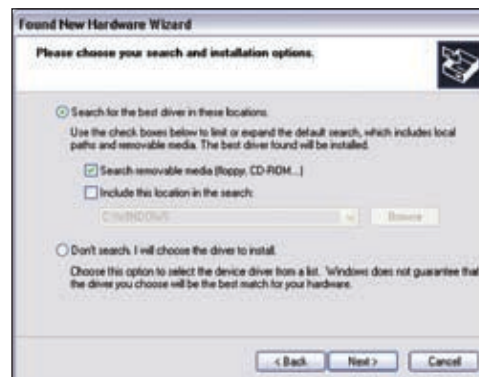 Found New Hardware Wizard
Please choose your search and installation options.
Search for the best driver in these locations.
Use the check boxes below to limit or expand the default search, which includes local
paths and removable media. The best driver found will be installed.
Search removable media (floppy, CD-ROM...)
Include this location in the search:
C:\WINDOWS
Browse
Don't search. I will choose the driver to install.
Choose this option to select the device driver from a list. Windows does not guarantee that
the driver you choose will be the best match for your hardware.
< Back
Next >
Cancel